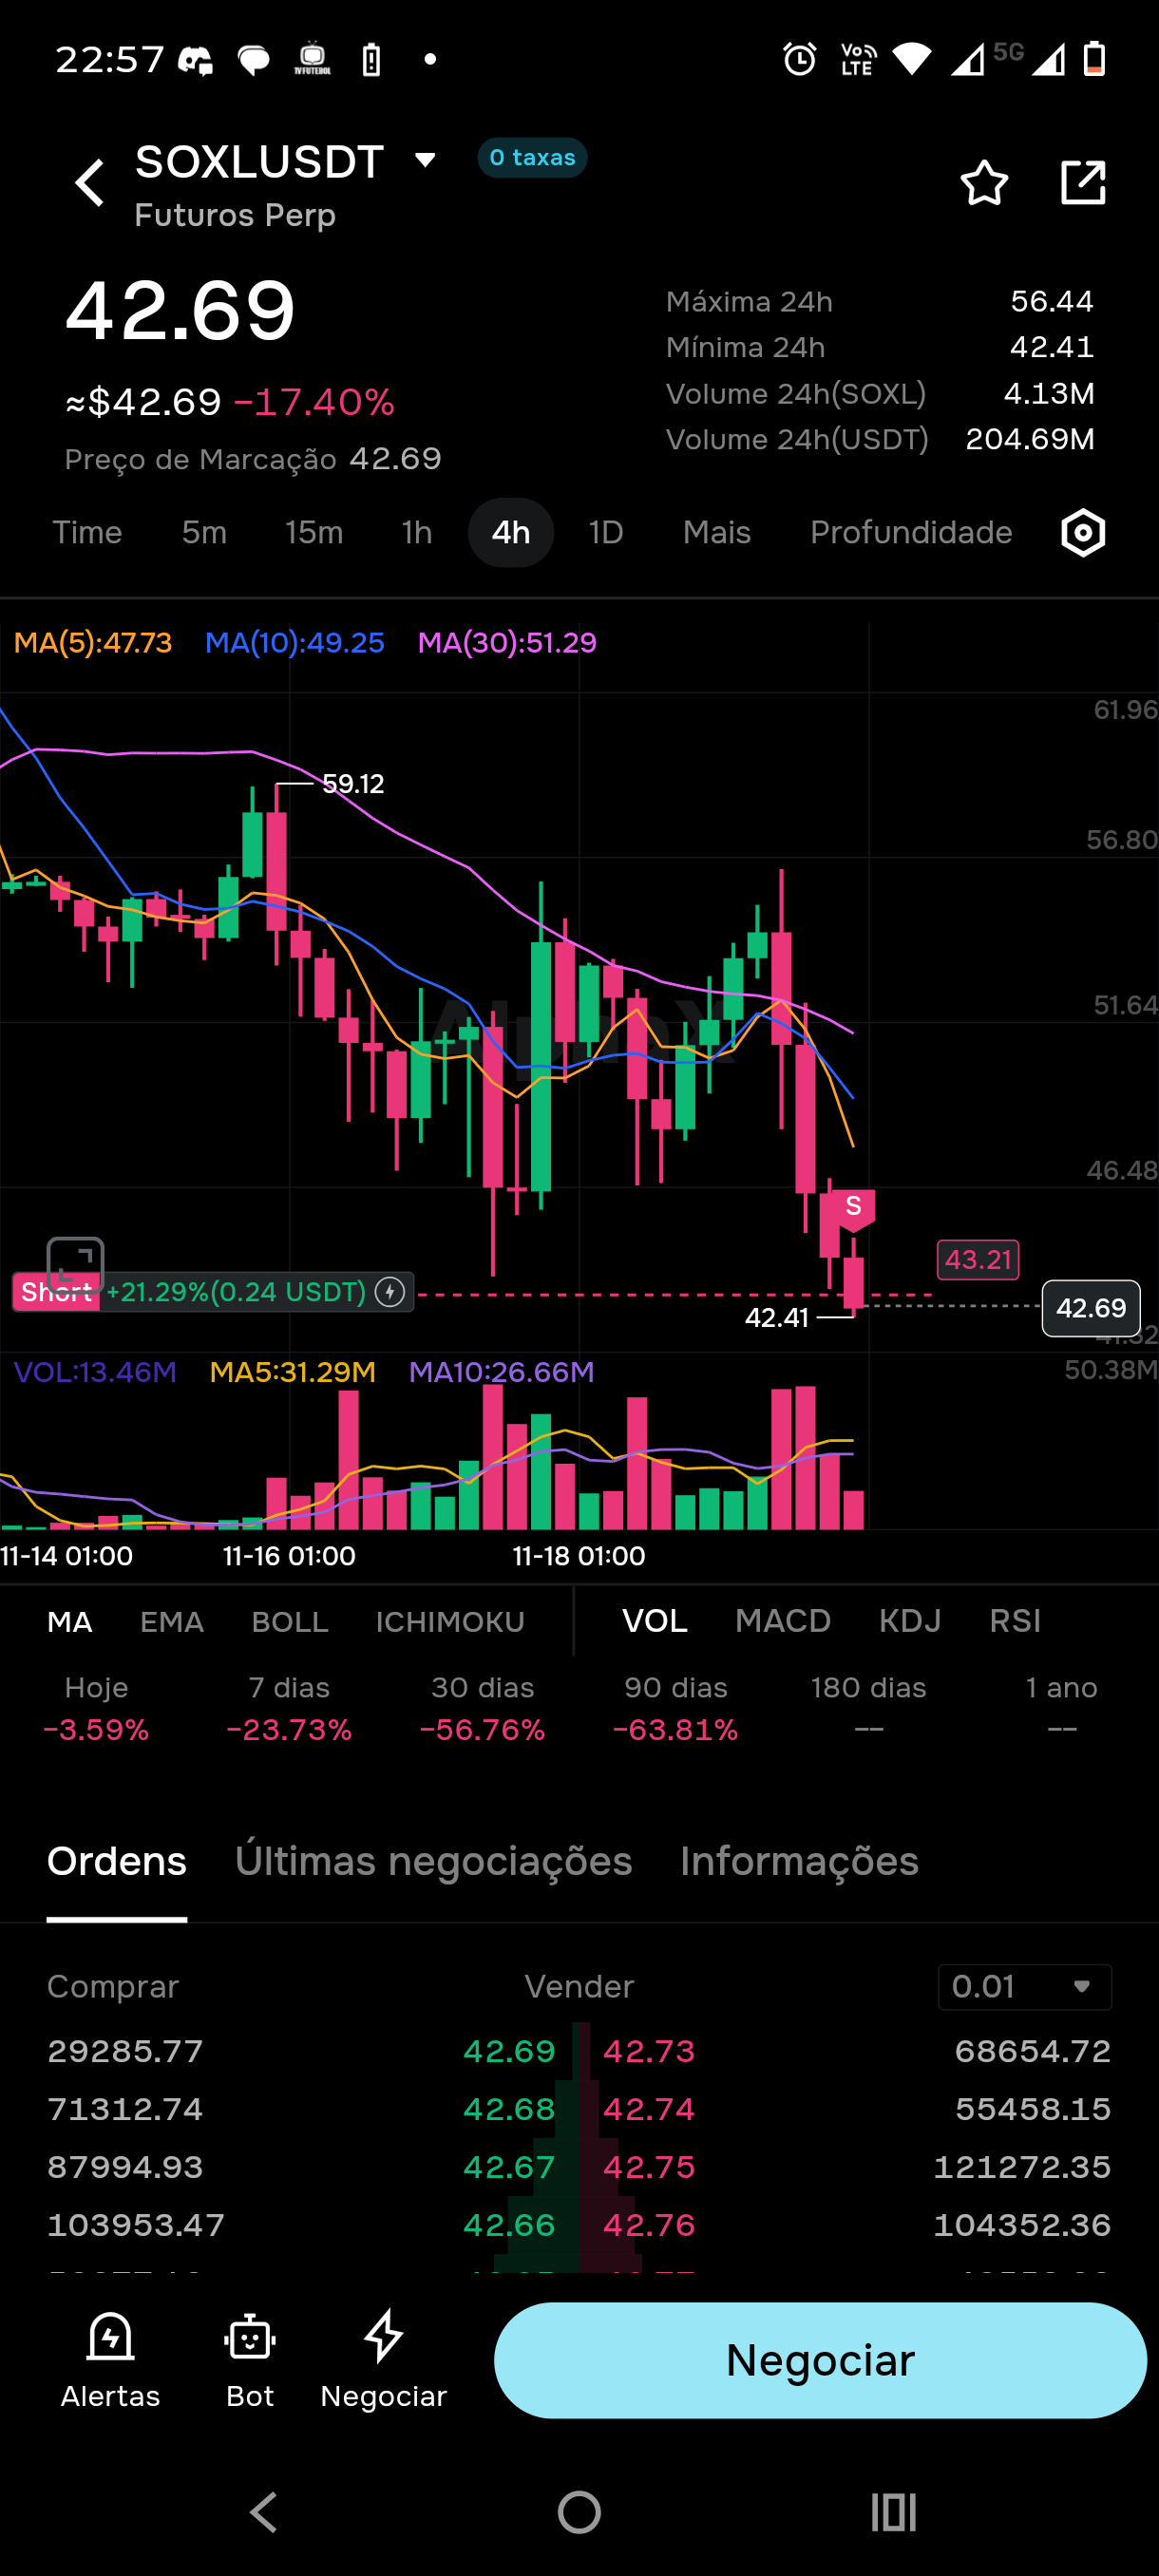 22:57
TV FUTEBOL
Vo LTE
5G
SOXLUSDT
0 taxas
Futuros Perp
42.69
≈$42.69 -17.40%
Preço de Marcação 42.69
Máxima 24h 56.44
Mínima 24h 42.41
Volume 24h(SOXL) 4.13M
Volume 24h(USDT) 204.69M
Time 5m 15m 1h 4h 1D Mais Profundidade
MA(5):47.73 MA(10):49.25 MA(30):51.29
61.96
59.12
56.80
51.64
46.48
S
43.21
Short +21.29%(0.24 USDT)
42.69
42.41
VOL:13.46M MA5:31.29M MA10:26.66M
50.38M
11-14 01:00 11-16 01:00 11-18 01:00
MA EMA BOLL ICHIMOKU VOL MACD KDJ RSI
Hoje 7 dias 30 dias 90 dias 180 dias 1 ano
-3.59% -23.73% -56.76% -63.81% -- --
Ordens Últimas negociações Informações
Comprar Vender 0.01
29285.77 42.69 42.73 68654.72
71312.74 42.68 42.74 55458.15
87994.93 42.67 42.75 121272.35
103953.47 42.66 42.76 104352.36
Alertas Bot Negociar Negociar